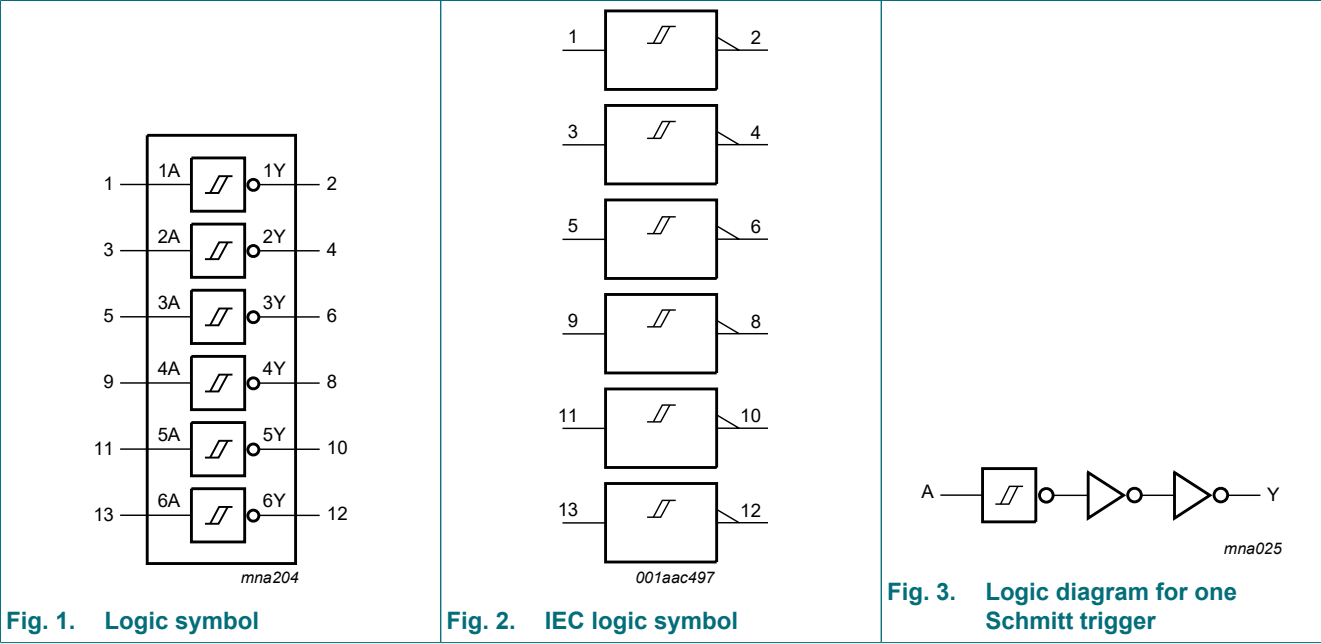 1 1A 1Y 2
3 2A 2Y 4
5 3A 3Y 6
9 4A 4Y 8
11 5A 5Y 10
13 6A 6Y 12
mna204
Fig. 1. Logic symbol
1 2
3 4
5 6
9 8
11 10
13 12
001aac497
Fig. 2. IEC logic symbol
A Y
mna025
Fig. 3. Logic diagram for one
Schmitt trigger